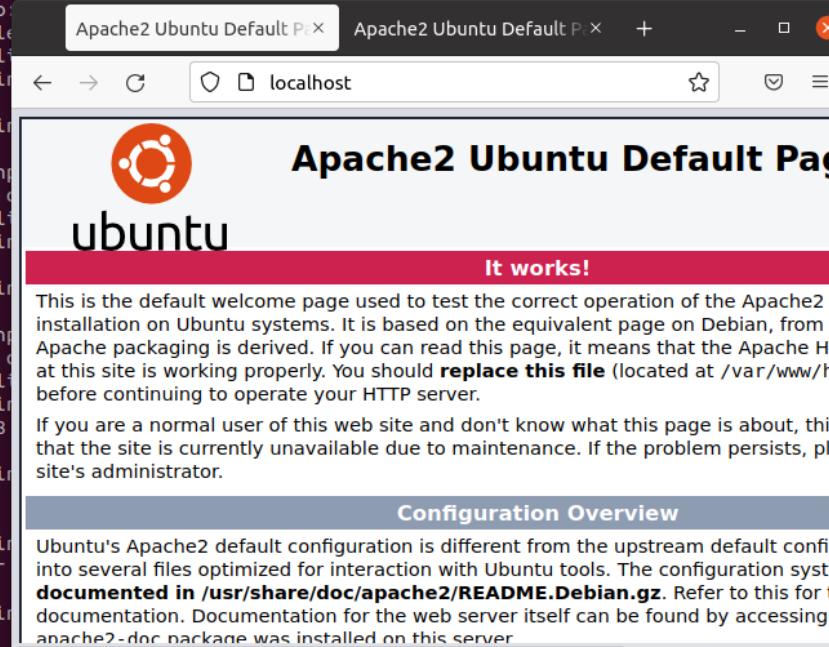 Apache2 Ubuntu Default Pa
Apache2 Ubuntu Default Pa
localhost
Apache2 Ubuntu Default Pag
ubuntu
It works!
This is the default welcome page used to test the correct operation of the Apache2
installation on Ubuntu systems. It is based on the equivalent page on Debian, from
Apache packaging is derived. If you can read this page, it means that the Apache H
at this site is working properly. You should replace this file (located at /var/www/h
before continuing to operate your HTTP server.
If you are a normal user of this web site and don't know what this page is about, thi
that the site is currently unavailable due to maintenance. If the problem persists, pl
site's administrator.
Configuration Overview
Ubuntu's Apache2 default configuration is different from the upstream default confi
into several files optimized for interaction with Ubuntu tools. The configuration syst
documented in /usr/share/doc/apache2/README.Debian.gz. Refer to this for t
documentation. Documentation for the web server itself can be found by accessing
apache2-doc package was installed on this server.